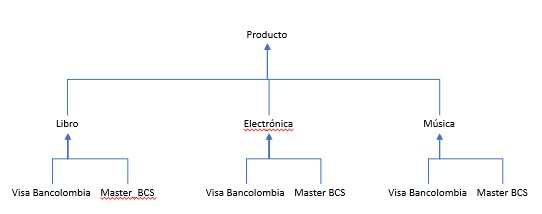 Producto
Libro Electrónica Música
Visa Bancolombia Master_BCS Visa Bancolombia Master BCS Visa Bancolombia Master BCS